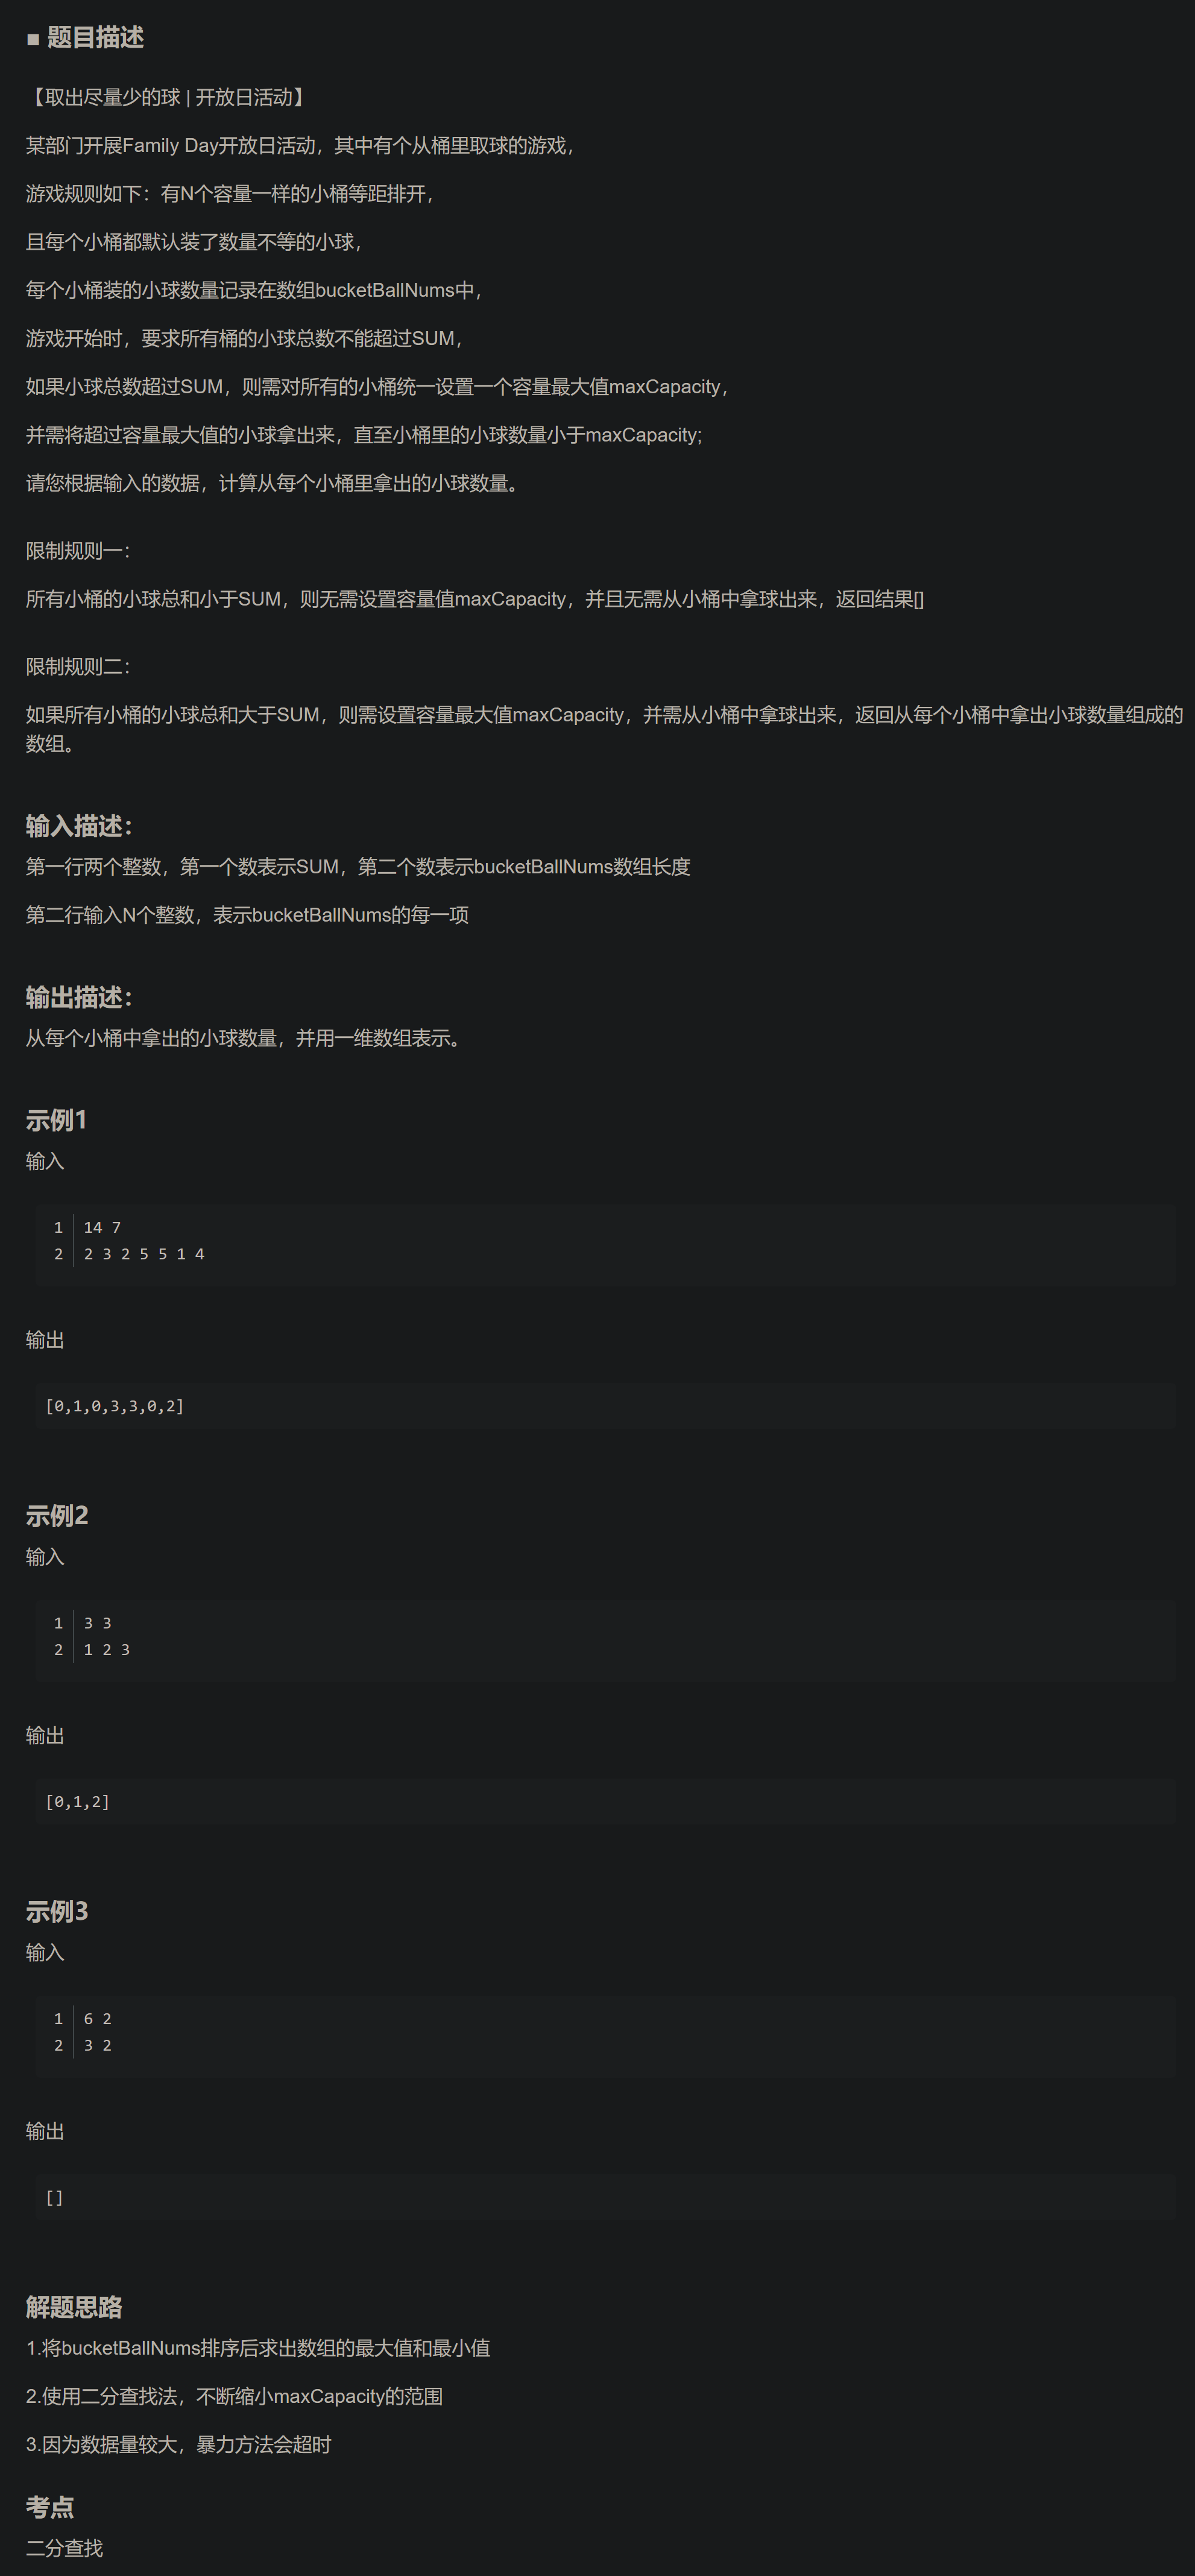 ■ 题目描述
【取出尽量少的球 | 开放日活动】
某部门开展Family Day开放日活动，其中有个从桶里取球的游戏，
游戏规则如下：有N个容量一样的小桶等距排开，
且每个小桶都默认装了数量不等的小球，
每个小桶装的小球数量记录在数组bucketBallNums中，
游戏开始时，要求所有桶的小球总数不能超过SUM，
如果小球总数超过SUM，则需对所有的小桶统一设置一个容量最大值maxCapacity，
并需将超过容量最大值的小球拿出来，直至小桶里的小球数量小于maxCapacity;
请您根据输入的数据，计算从每个小桶里拿出的小球数量。
限制规则一：
所有小桶的小球总和小于SUM，则无需设置容量值maxCapacity，并且无需从小桶中拿球出来，返回结果[]
限制规则二：
如果所有小桶的小球总和大于SUM，则需设置容量最大值maxCapacity，并需从小桶中拿球出来，返回从每个小桶中拿出小球数量组成的
数组。
输入描述：
第一行两个整数，第一个数表示SUM，第二个数表示bucketBallNums数组长度
第二行输入N个整数，表示bucketBallNums的每一项
输出描述：
从每个小桶中拿出的小球数量，并用一维数组表示。
示例1
输入
1 14 7
2 2 3 2 5 5 1 4
输出
[0,1,0,3,3,0,2]
示例2
输入
1 3 3
2 1 2 3
输出
[0,1,2]
示例3
输入
1 6 2
2 3 2
输出
[]
解题思路
1.将bucketBallNums排序后求出数组的最大值和最小值
2.使用二分查找法，不断缩小maxCapacity的范围
3.因为数据量较大，暴力方法会超时
考点
二分查找